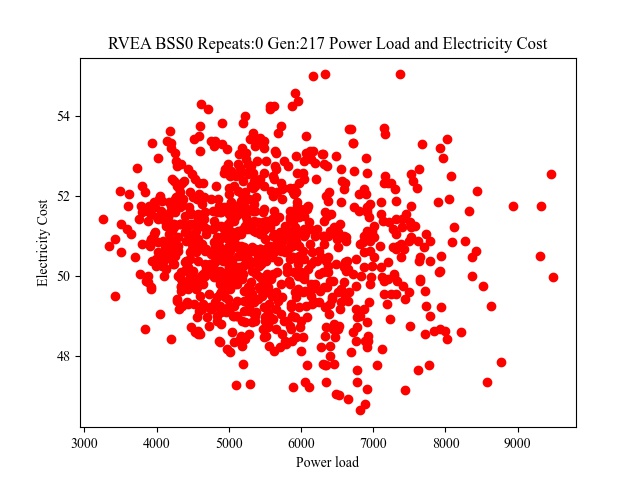 RVEA BSS0 Repeats:0 Gen:217 Power Load and Electricity Cost
54
52
50
48
Electricity Cost
3000 4000 5000 6000 7000 8000 9000
Power load